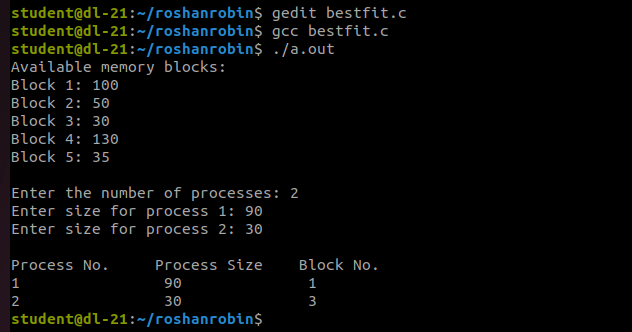 student@dl-21:~/roshanrobin$ gedit bestfit.c
student@dl-21:~/roshanrobin$ gcc bestfit.c
student@dl-21:~/roshanrobin$ ./a.out
Available memory blocks:
Block 1: 100
Block 2: 50
Block 3: 30
Block 4: 130
Block 5: 35
Enter the number of processes: 2
Enter size for process 1: 90
Enter size for process 2: 30
Process No.     Process Size    Block No.
1                90              1
2                30              3
student@dl-21:~/roshanrobin$